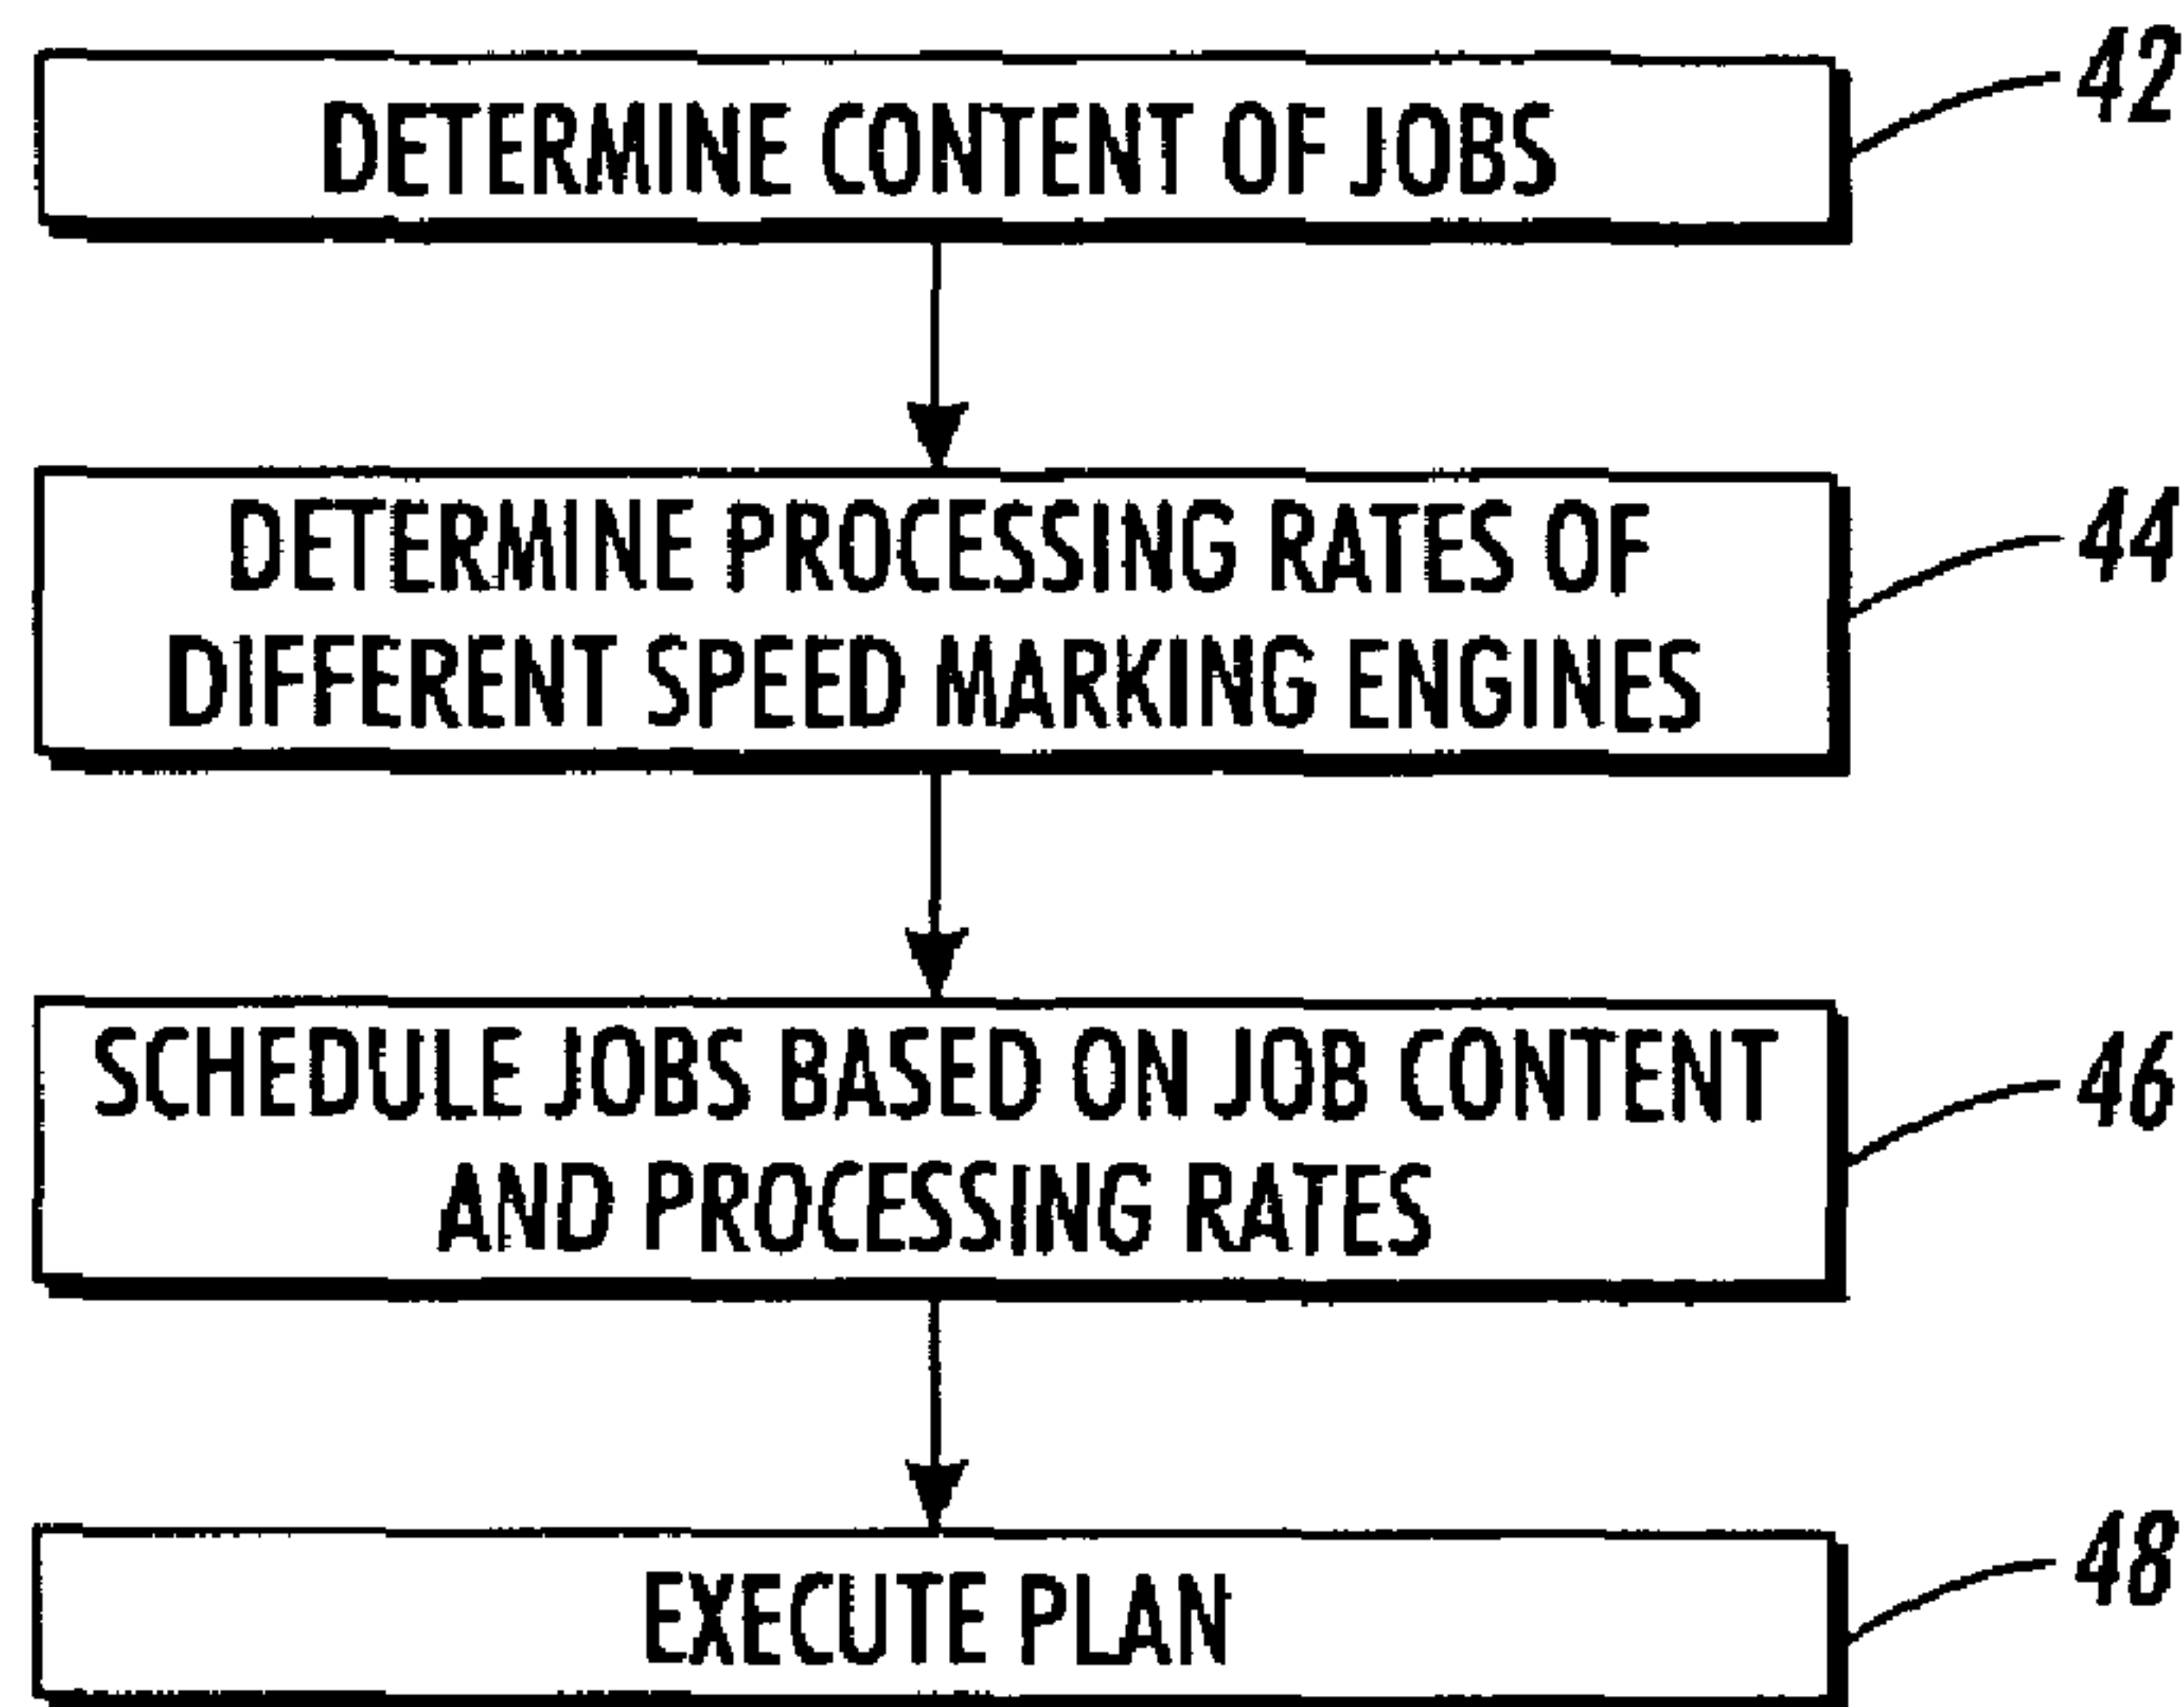 DETERMINE CONTENT OF JOBS
42
DETERMINE PROCESSING RATES OF
DIFFERENT SPEED MARKING ENGINES
44
SCHEDULE JOBS BASED ON JOB CONTENT
AND PROCESSING RATES
46
EXECUTE PLAN
48